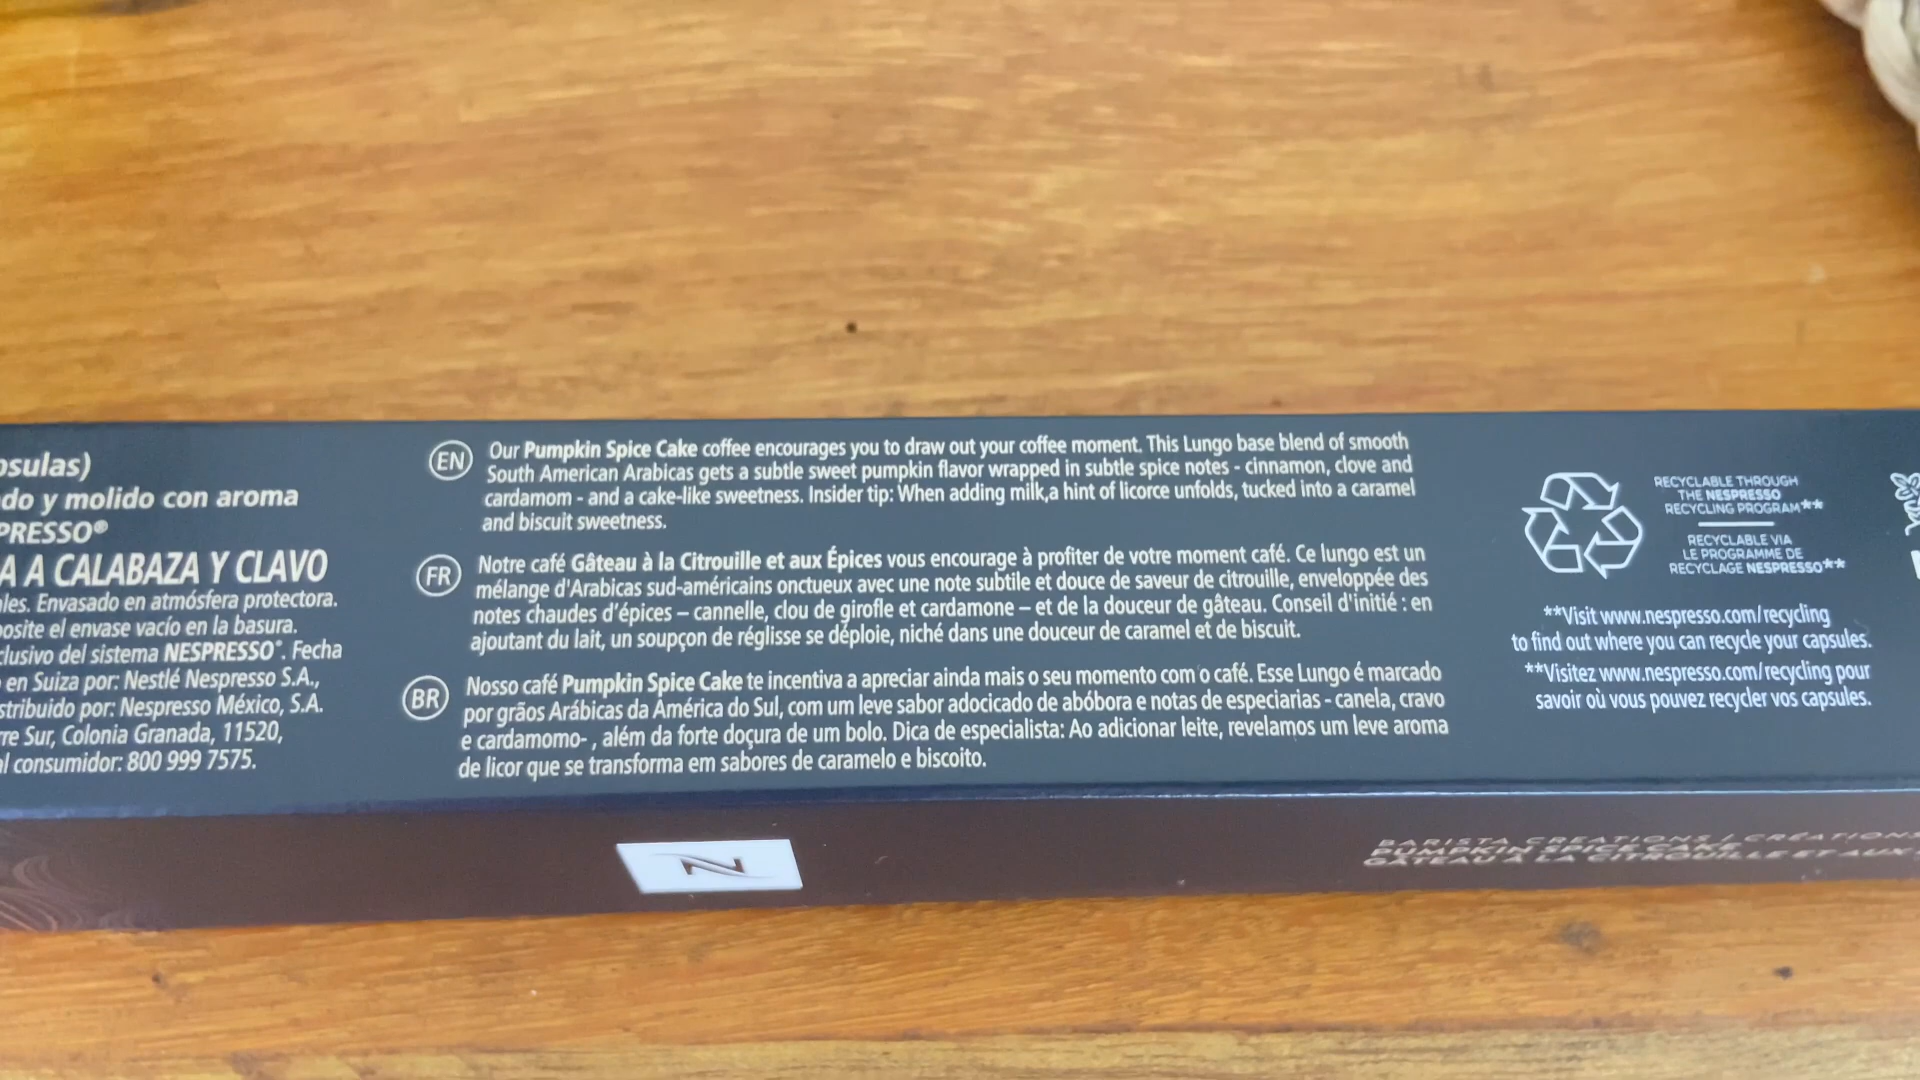 psulas)
do y molido con aroma
PRESSO®
A A CALABAZA Y CLAVO
les. Envasado en atmósfera protectora.
osite el envase vacío en la basura.
clusivo del sistema NESPRESSO®. Fecha
en Suiza por: Nestlé Nespresso S.A.,
stribuido por: Nespresso México, S.A.
rre Sur, Colonia Granada, 11520,
al consumidor: 800 999 7575.
EN
Our Pumpkin Spice Cake coffee encourages you to draw out your coffee moment. This Lungo base blend of smooth
South American Arabicas gets a subtle sweet pumpkin flavor wrapped in subtle spice notes - cinnamon, clove and
cardamom - and a cake-like sweetness. Insider tip: When adding milk,a hint of licorce unfolds, tucked into a caramel
and biscuit sweetness.
FR
Notre café Gâteau à la Citrouille et aux Épices vous encourage à profiter de votre moment café. Ce lungo est un
mélange d'Arabicas sud-américains onctueux avec une note subtile et douce de saveur de citrouille, enveloppée des
notes chaudes d'épices – cannelle, clou de girofle et cardamone – et de la douceur de gâteau. Conseil d'initié : en
ajoutant du lait, un soupçon de réglisse se déploie, niché dans une douceur de caramel et de biscuit.
BR
Nosso café Pumpkin Spice Cake te incentiva a apreciar ainda mais o seu momento com o café. Esse Lungo é marcado
por grãos Arábicas da América do Sul, com um leve sabor adocicado de abóbora e notas de especiarias - canela, cravo
e cardamomo- , além da forte doçura de um bolo. Dica de especialista: Ao adicionar leite, revelamos um leve aroma
de licor que se transforma em sabores de caramelo e biscoito.
RECYCLABLE THROUGH
THE NESPRESSO
RECYCLING PROGRAM**
RECYCLABLE VIA
LE PROGRAMME DE
RECYCLAGE NESPRESSO**
**Visit www.nespresso.com/recycling
to find out where you can recycle your capsules.
**Visitez www.nespresso.com/recycling pour
savoir où vous pouvez recycler vos capsules.
N
BARISTA CREATIONS / CRÉATIONS
PUMPKIN SPICE CAKE
GÂTEAU À LA CITROUILLE ET AUX